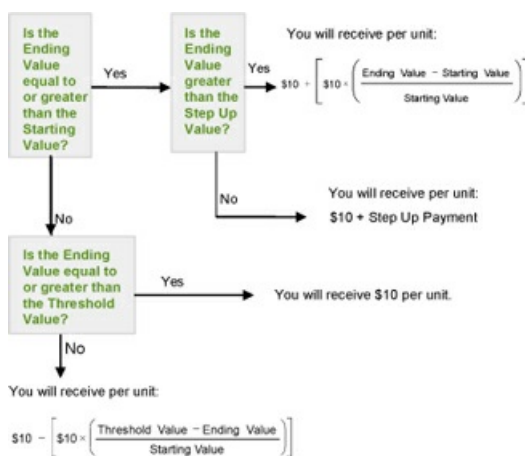 Is the
Ending
Value
equal to
or greater
than the
Starting
Value?
Yes
Is the
Ending
Value
greater
than the
Step Up
Value?
Yes
You will receive per unit:
$10 + [ $10 × ( Ending Value − Starting Value / Starting Value ) ]
No
You will receive per unit:
$10 + Step Up Payment
No
Is the Ending
Value equal to
or greater than
the Threshold
Value?
Yes
You will receive $10 per unit.
No
You will receive per unit:
$10 − [ $10 × ( Threshold Value − Ending Value / Starting Value ) ]